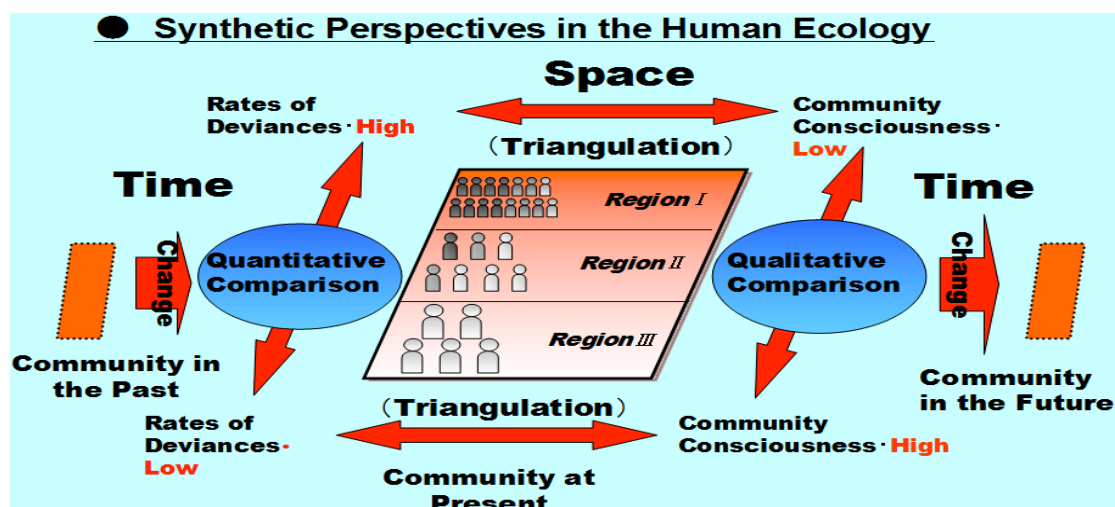 ● Synthetic Perspectives in the Human Ecology
Space
Rates of
Deviances・High
Community
Consciousness・
Low
（Triangulation）
Time
Time
Region Ⅰ
Change
Quantitative
Comparison
Region Ⅱ
Qualitative
Comparison
Change
Region Ⅲ
Community in
the Past
Community
in the Future
（Triangulation）
Rates of
Deviances・
Low
Community
Consciousness・High
Community at
Present